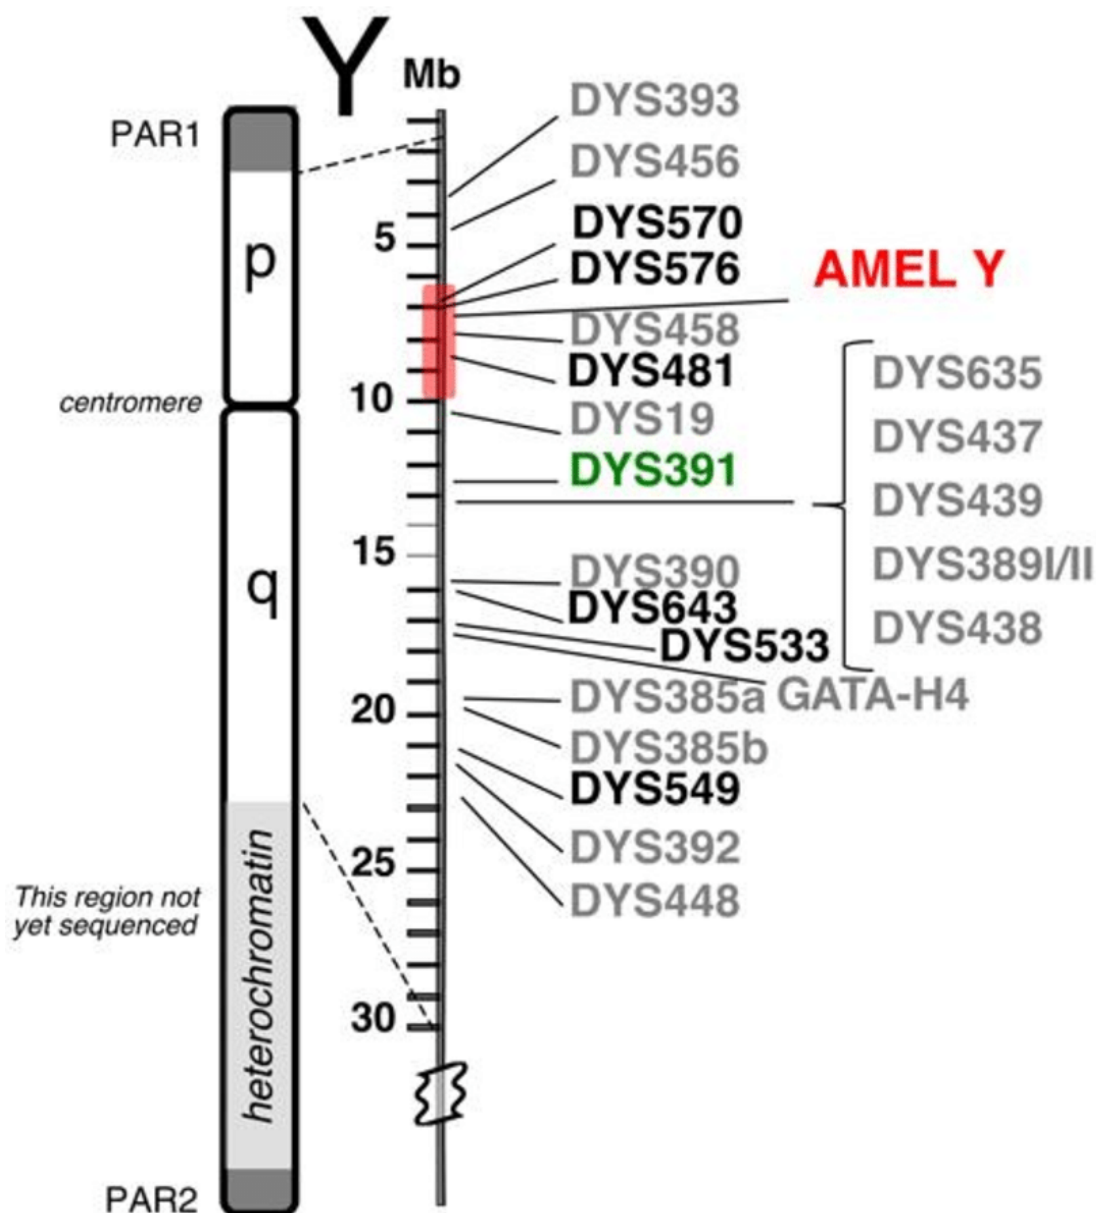 Y
Mb
PAR1
p
centromere
q
This region not
yet sequenced
heterochromatin
PAR2
5
10
15
20
25
30
DYS393
DYS456
DYS570
DYS576
AMEL Y
DYS458
DYS481
DYS19
DYS391
DYS635
DYS437
DYS439
DYS389I/II
DYS438
DYS390
DYS643
DYS533
GATA-H4
DYS385a
DYS385b
DYS549
DYS392
DYS448